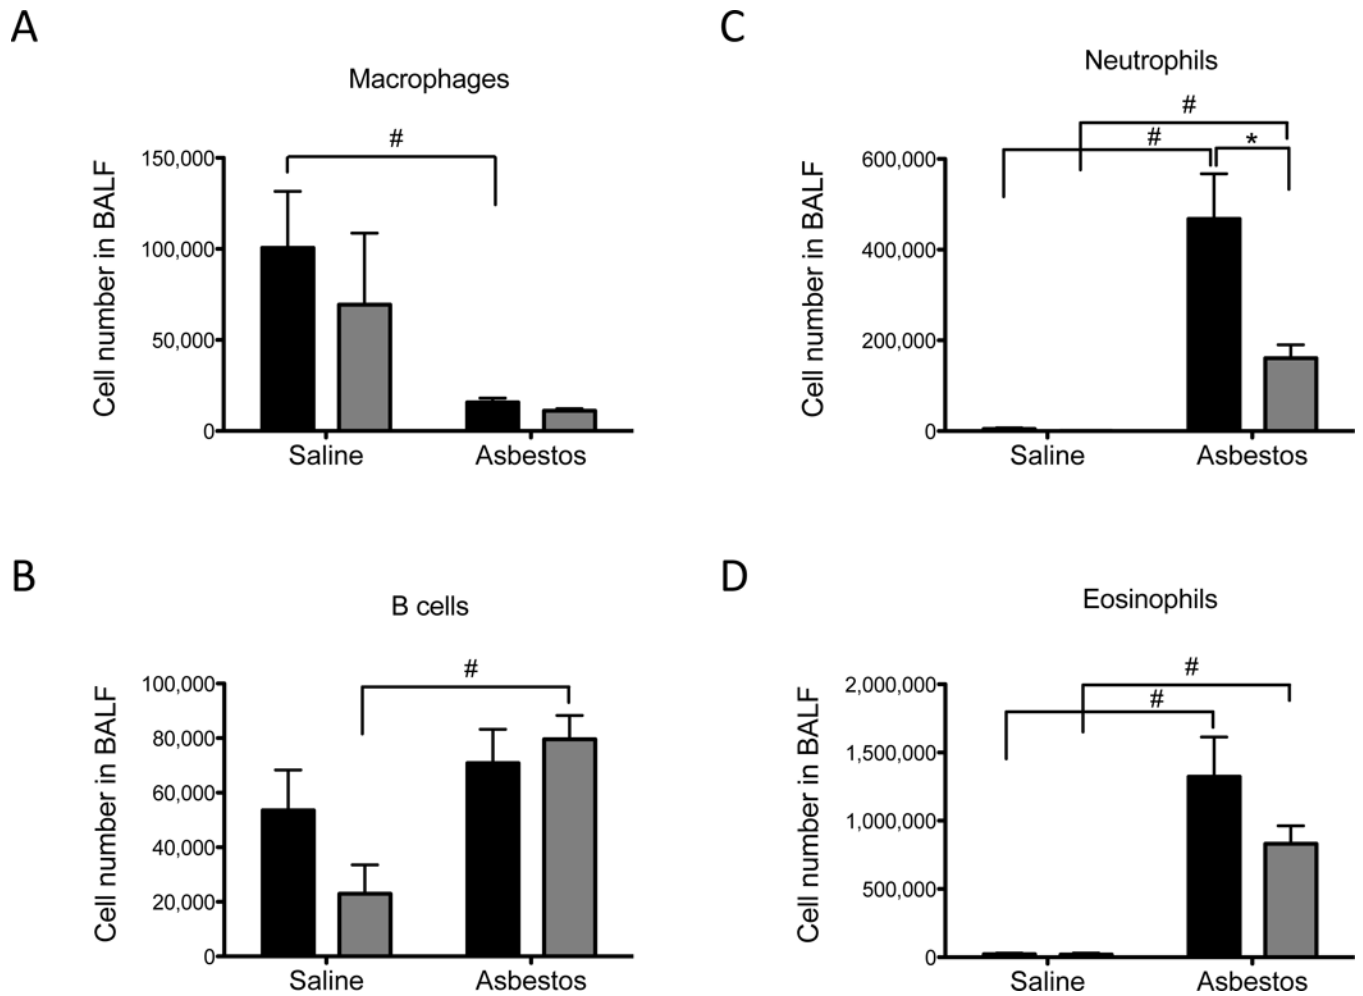 A
Macrophages
#
150,000
100,000
50,000
0
Cell number in BALF
Saline Asbestos
B
B cells
#
100,000
80,000
60,000
40,000
20,000
0
Cell number in BALF
Saline Asbestos
C
Neutrophils
#
# *
600,000
400,000
200,000
0
Cell number in BALF
Saline Asbestos
D
Eosinophils
#
#
2,000,000
1,500,000
1,000,000
500,000
0
Cell number in BALF
Saline Asbestos